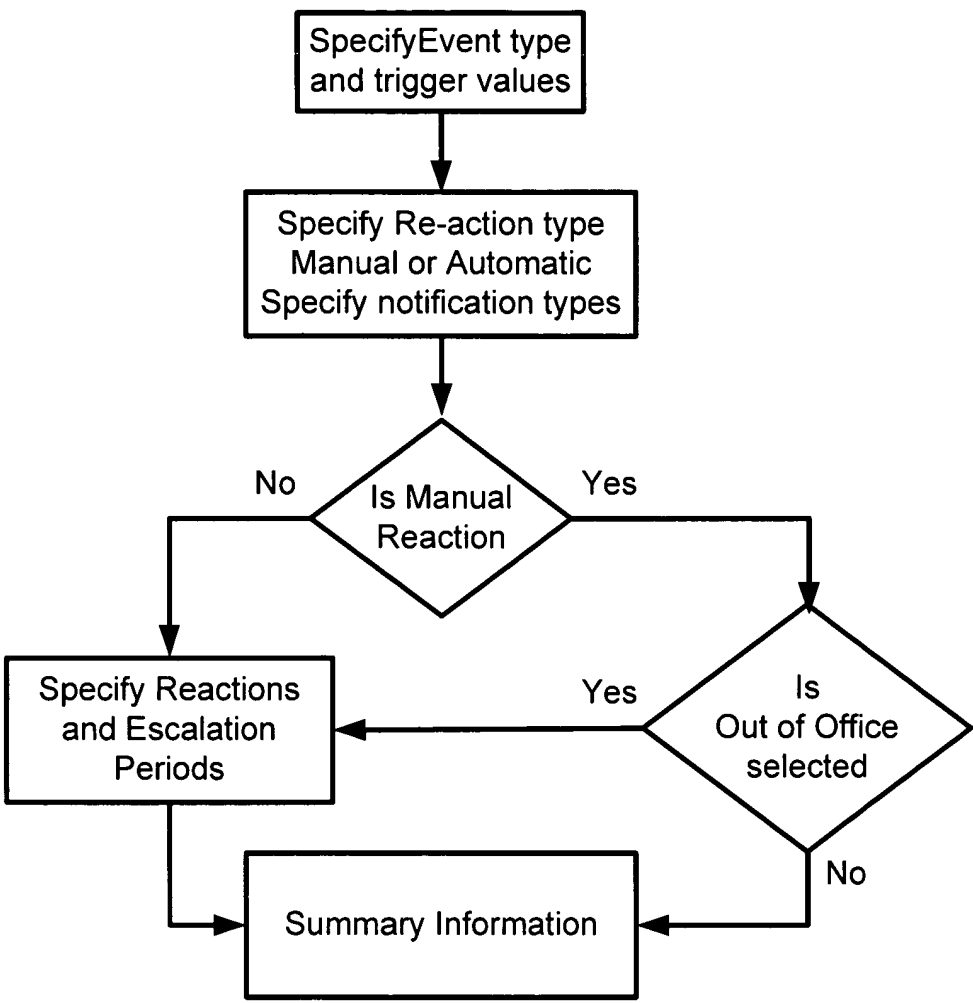 SpecifyEvent type
and trigger values
Specify Re-action type
Manual or Automatic
Specify notification types
No
Is Manual
Reaction
Yes
Specify Reactions
and Escalation
Periods
Yes
Is
Out of Office
selected
No
Summary Information